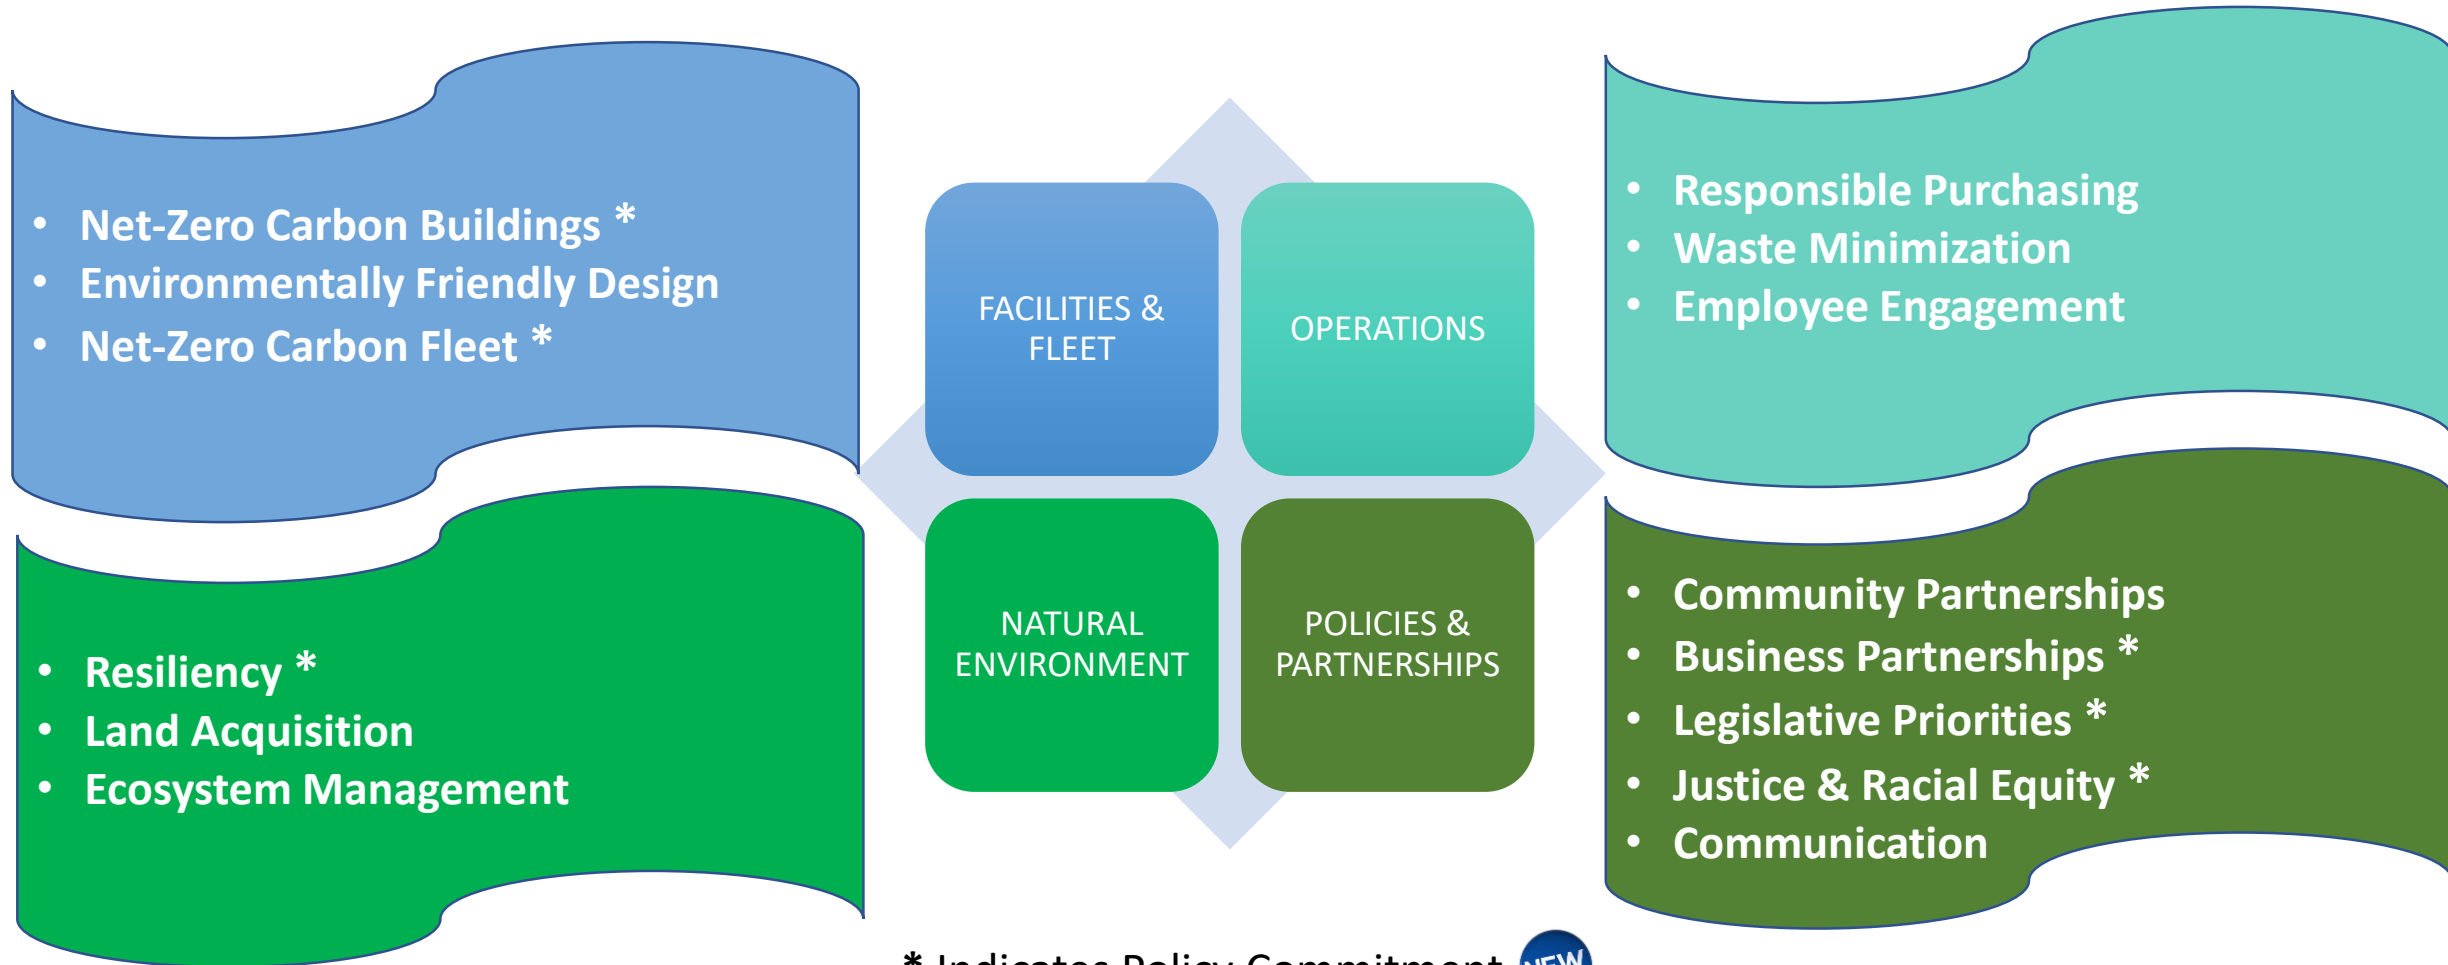 • Net-Zero Carbon Buildings *
• Environmentally Friendly Design
• Net-Zero Carbon Fleet *
FACILITIES &
FLEET
OPERATIONS
• Responsible Purchasing
• Waste Minimization
• Employee Engagement
• Resiliency *
• Land Acquisition
• Ecosystem Management
NATURAL
ENVIRONMENT
POLICIES &
PARTNERSHIPS
• Community Partnerships
• Business Partnerships *
• Legislative Priorities *
• Justice & Racial Equity *
• Communication
* Indicates Policy Commitment NEW